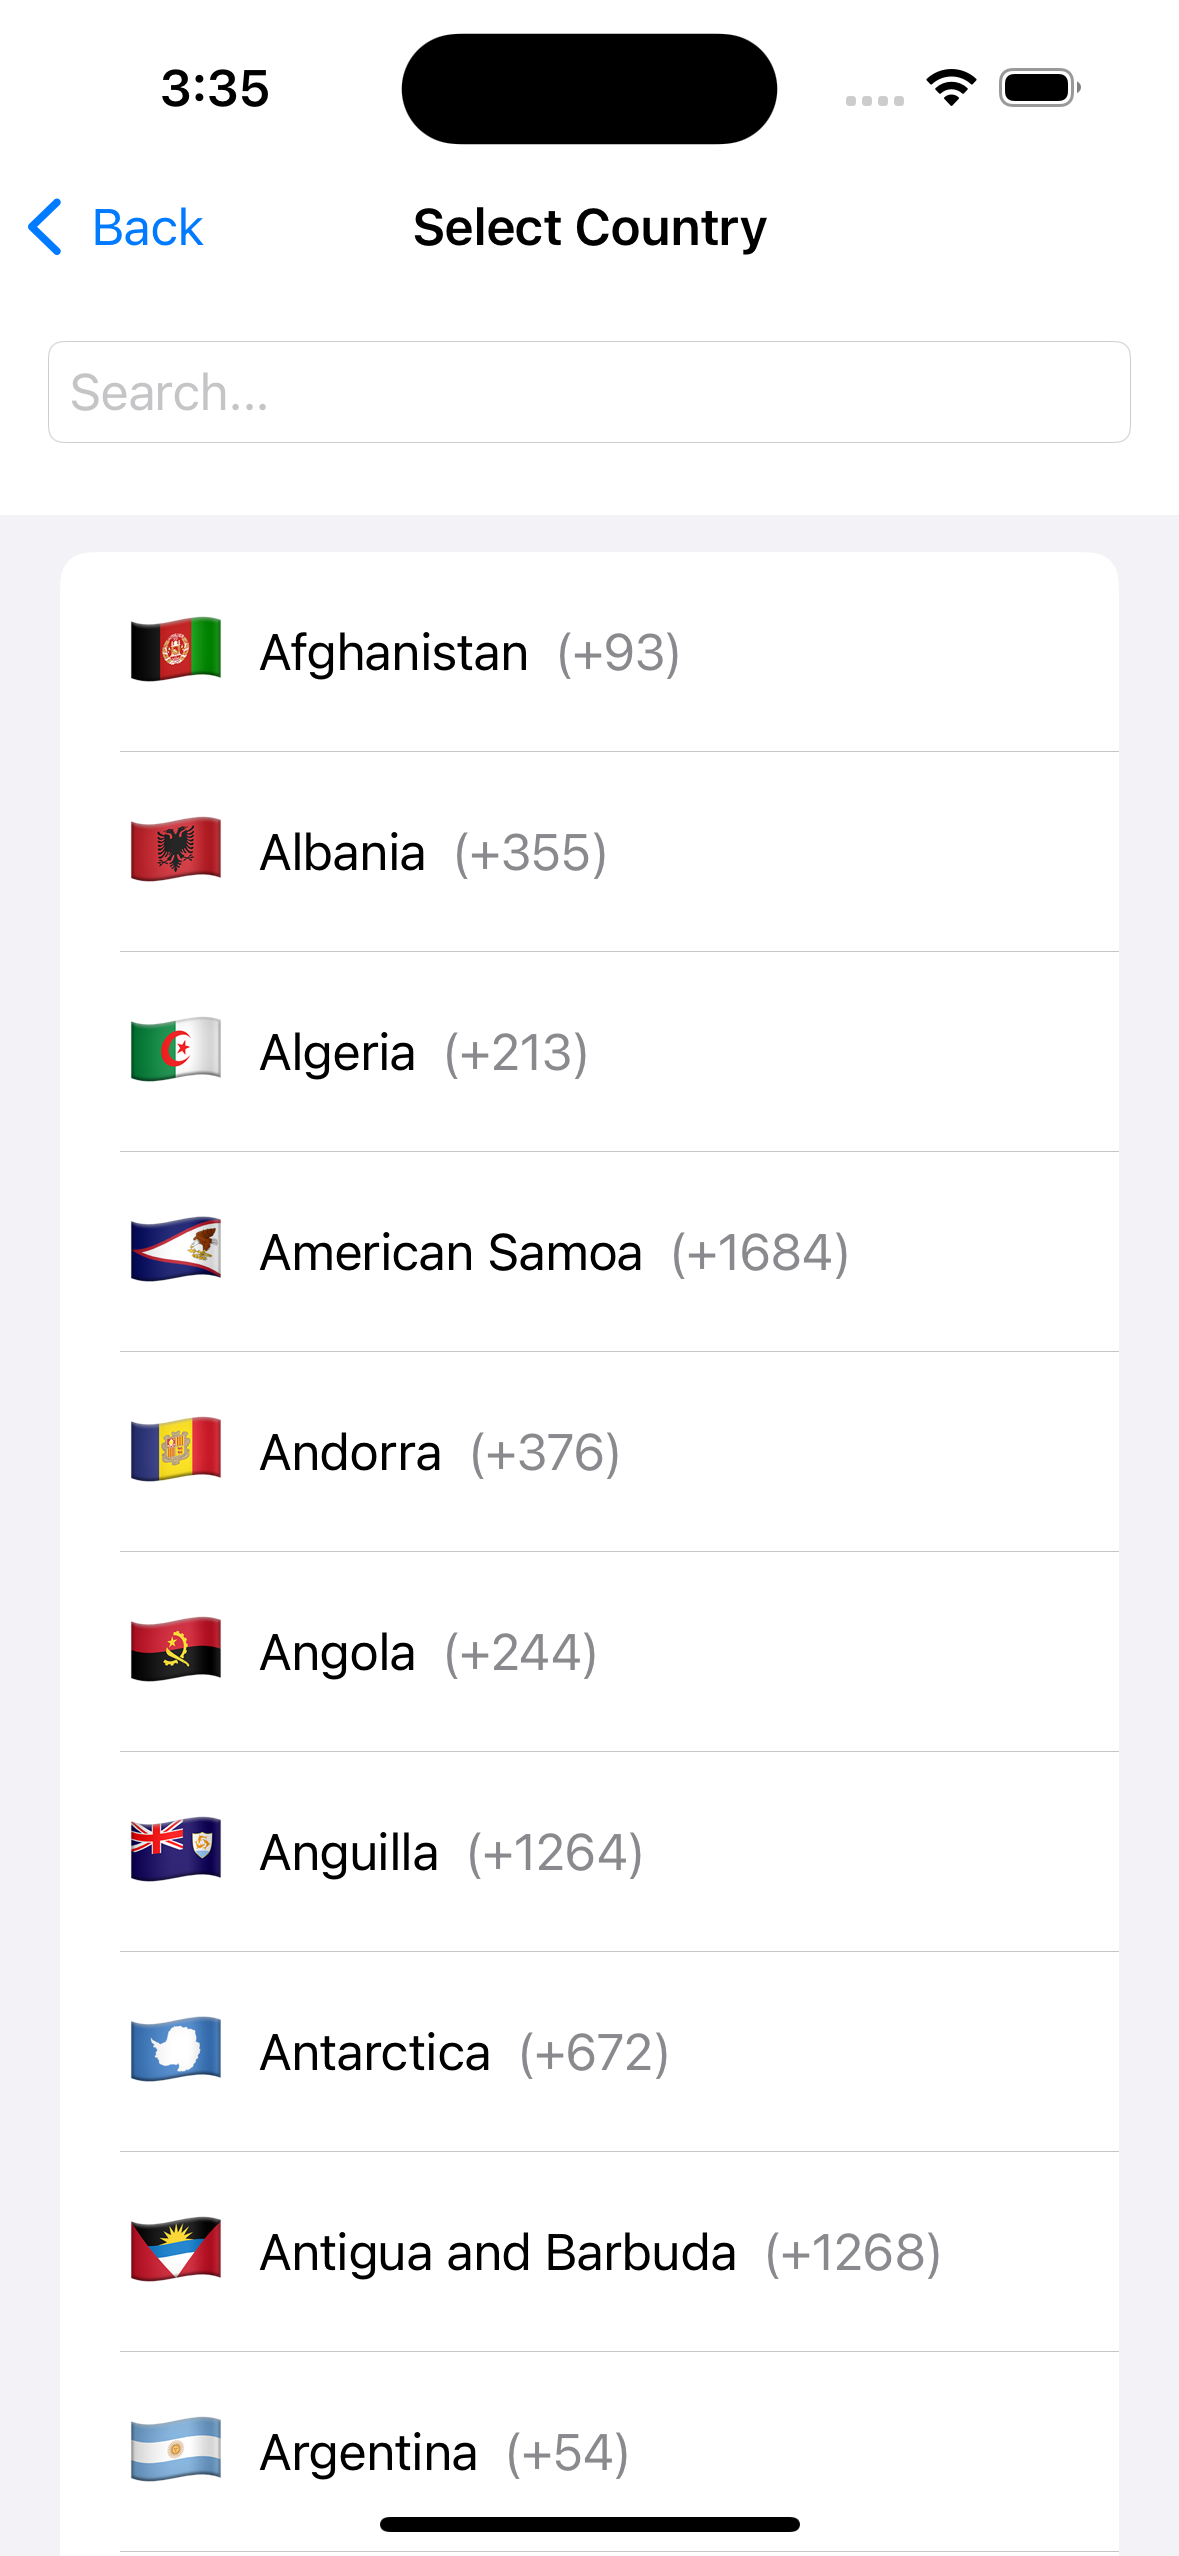 3:35
Back
Select Country
Search...
Afghanistan (+93)
Albania (+355)
Algeria (+213)
American Samoa (+1684)
Andorra (+376)
Angola (+244)
Anguilla (+1264)
Antarctica (+672)
Antigua and Barbuda (+1268)
Argentina (+54)